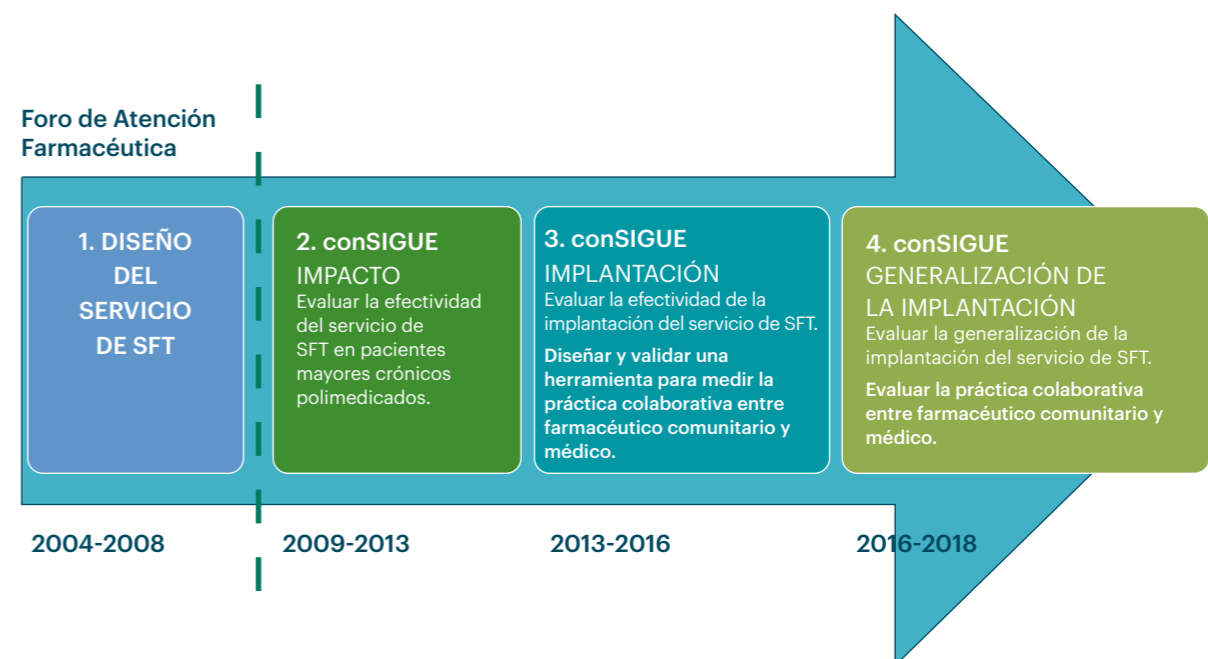 Foro de Atención
Farmacéutica
1. DISEÑO
DEL
SERVICIO
DE SFT
2. conSIGUE
IMPACTO
Evaluar la efectividad
del servicio de
SFT en pacientes
mayores crónicos
polimedicados.
3. conSIGUE
IMPLANTACIÓN
Evaluar la efectividad de la
implantación del servicio de SFT.
Diseñar y validar una
herramienta para medir la
práctica colaborativa entre
farmacéutico comunitario y
médico.
4. conSIGUE
GENERALIZACIÓN DE
LA IMPLANTACIÓN
Evaluar la generalización de la
implantación del servicio de SFT.
Evaluar la práctica colaborativa
entre farmacéutico comunitario y
médico.
2004-2008
2009-2013
2013-2016
2016-2018